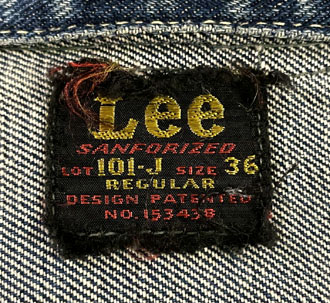 Lee
SANFORIZED
LOT 101-J SIZE 36
REGULAR
DESIGN PATENTED
NO. 153438